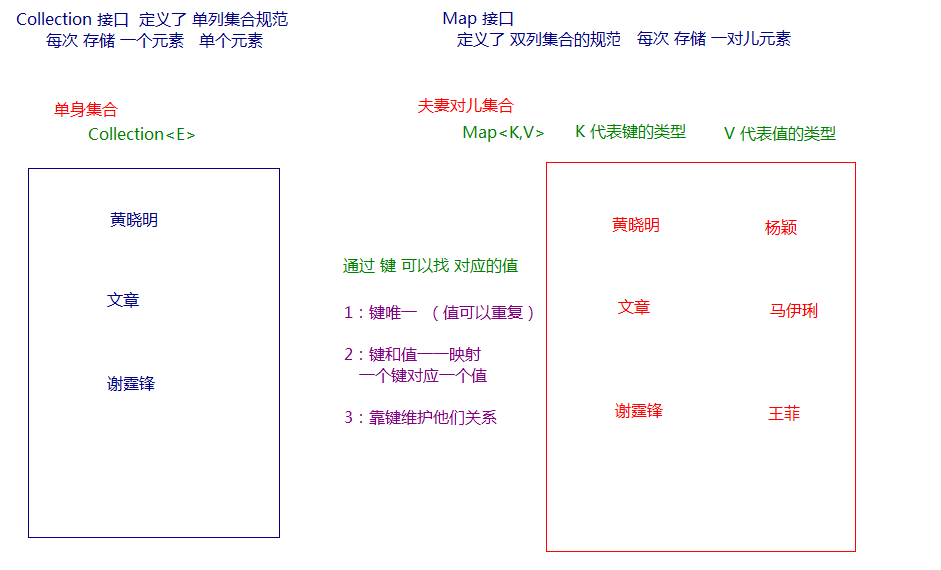 Collection 接口 定义了 单列集合规范
每次 存储 一个元素 单个元素
单身集合
Collection<E>
黄晓明
文章
谢霆锋
Map 接口
定义了 双列集合的规范 每次 存储 一对儿元素
夫妻对儿集合
Map<K,V> K 代表键的类型 V 代表值的类型
通过 键 可以找 对应的值
1：键唯一 （值可以重复）
2：键和值一一映射
一个键对应一个值
3：靠键维护他们关系
黄晓明 杨颖
文章 马伊琍
谢霆锋 王菲